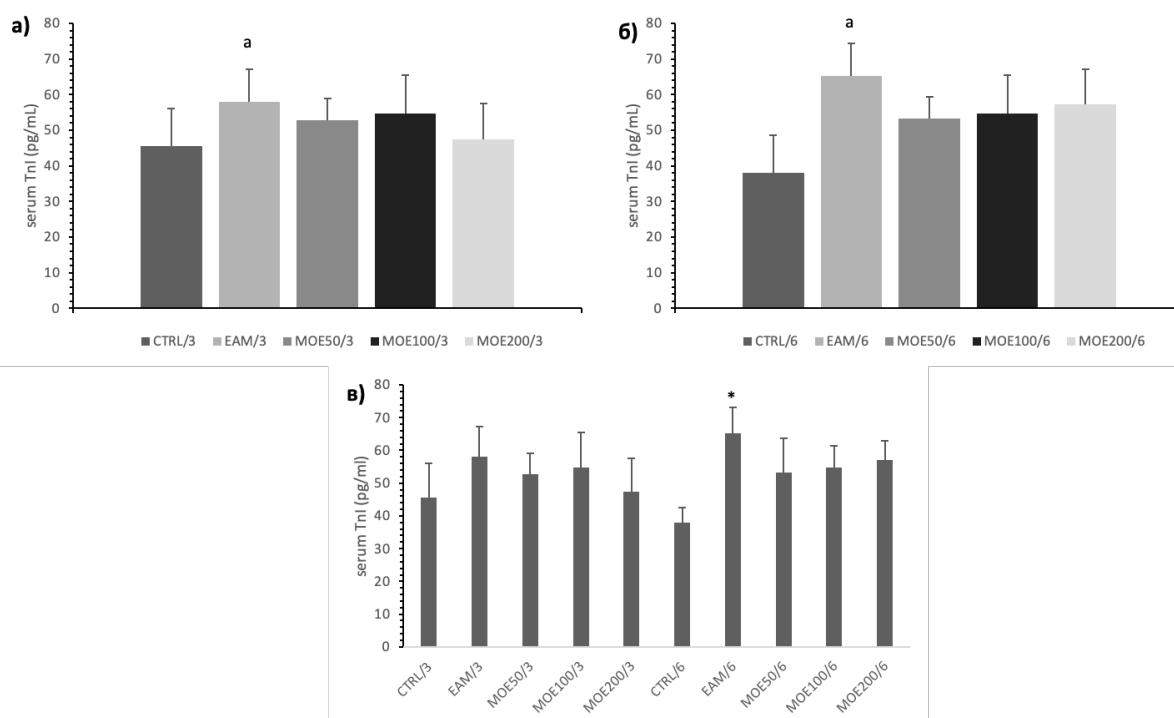 а)
a
80
70
60
50
40
30
20
10
0
serum TnI (pg/mL)
CTRL/3 EAM/3 MOE50/3 MOE100/3 MOE200/3
б)
a
80
70
60
50
40
30
20
10
0
serum TnI (pg/mL)
CTRL/6 EAM/6 MOE50/6 MOE100/6 MOE200/6
в)
*
80
70
60
50
40
30
20
10
0
serum TnI (pg/ml)
CTRL/3 EAM/3 MOE50/3 MOE100/3 MOE200/3 CTRL/6 EAM/6 MOE50/6 MOE100/6 MOE200/6